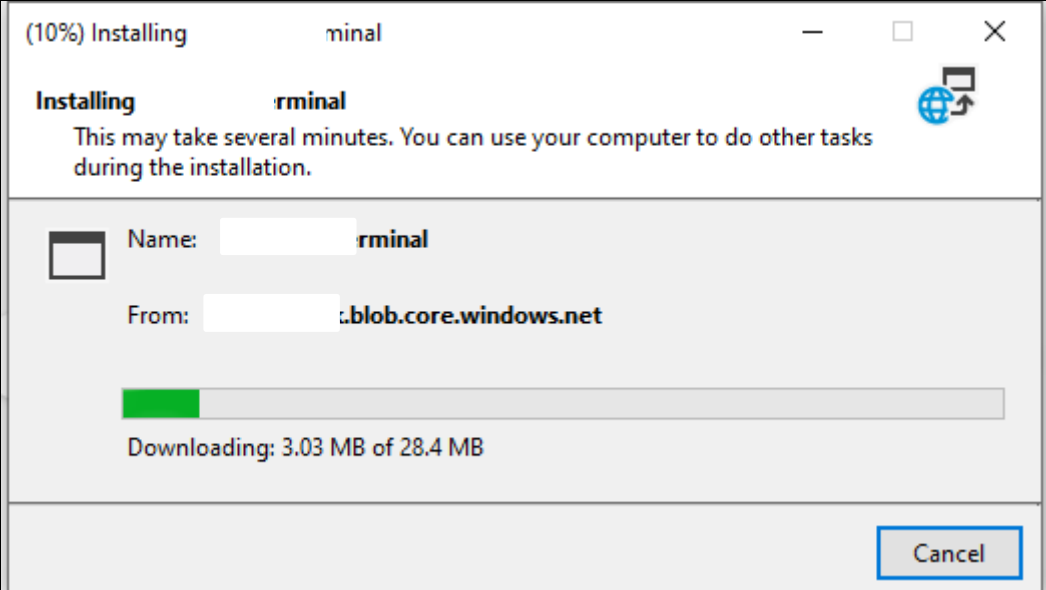 (10%) Installing minal
Installing rminal
This may take several minutes. You can use your computer to do other tasks
during the installation.
Name: erminal
From: .blob.core.windows.net
Downloading: 3.03 MB of 28.4 MB
Cancel